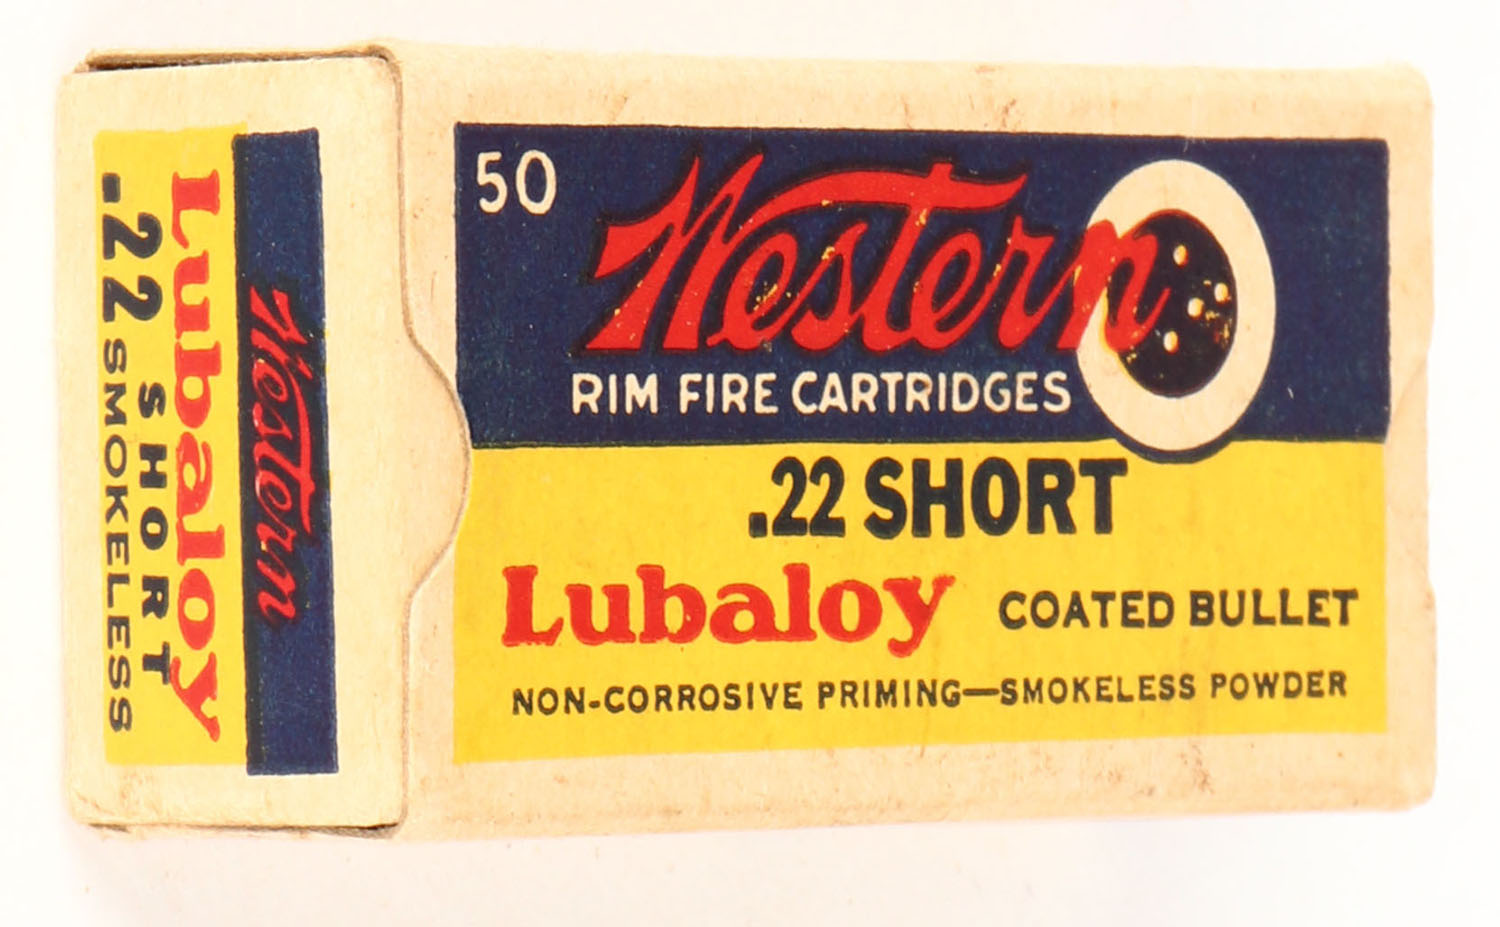 50
Western
RIM FIRE CARTRIDGES
.22 SHORT
Lubaloy COATED BULLET
NON-CORROSIVE PRIMING—SMOKELESS POWDER
Western
Lubaloy
.22 SHORT
.22 SMOKELESS